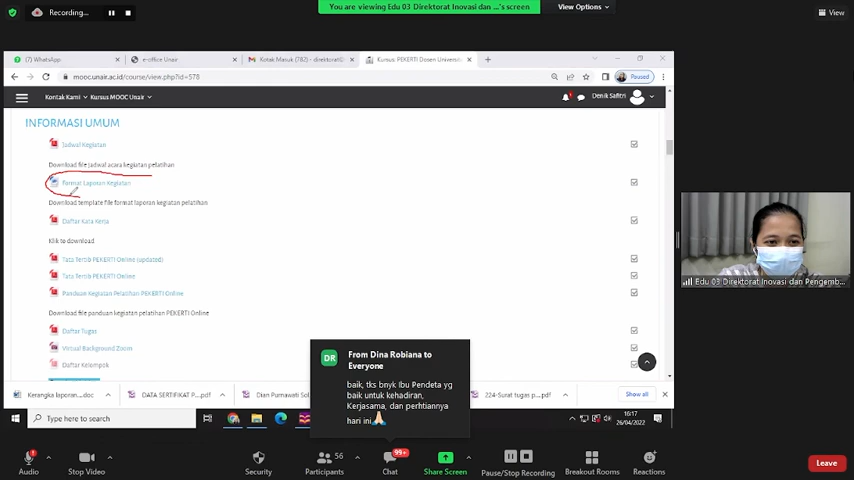 Recording...
You are viewing Edu 03 Direktorat Inovasi dan ...'s screen
View Options
View
(7) WhatsApp
e-office Unair
Kotak Masuk (782) - direktorat0
Kursus: PEKERTI Dosen Universi
mooc.unair.ac.id/course/view.php?id=578
Paused
Kontak Kami
Kursus MOOC Unair
Denik Safitri
INFORMASI UMUM
Jadwal Kegiatan
Download file jadwal acara kegiatan pelatihan
Format Laporan Kegiatan
Download template file format laporan kegiatan pelatihan
Daftar Kata Kerja
Klik to download
Tata Tertib PEKERTI Online (updated)
Tata Tertib PEKERTI Online
Panduan Kegiatan Pelatihan PEKERTI Online
Download file panduan kegiatan pelatihan PEKERTI Online
Daftar Tugas
Virtual Background Zoom
Daftar Kelompok
Edu 03 Direktorat Inovasi dan Pengemb...
DR
From Dina Robiana to
Everyone
baik, tks bnyk Ibu Pendeta yg
baik untuk kehadiran,
Kerjasama, dan perhtiannya
hari ini🙏
Kerangka laporan....doc
DATA SERTIFIKAT P....pdf
Dian Purnawati Sol
224-Surat tugas p....pdf
Show all
Type here to search
16:17
26/04/2022
Audio
Stop Video
Security
56
Participants
99+
Chat
Share Screen
Pause/Stop Recording
Breakout Rooms
Reactions
Leave